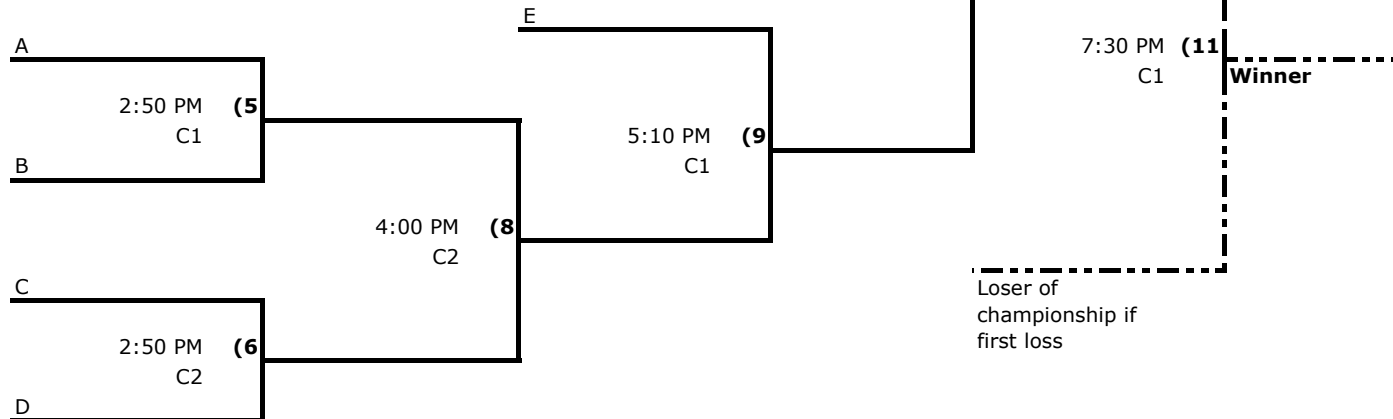 E
A
7:30 PM (11
C1
Winner
2:50 PM (5
C1
5:10 PM (9
C1
B
4:00 PM (8
C2
C
Loser of
championship if
first loss
2:50 PM (6
C2
D